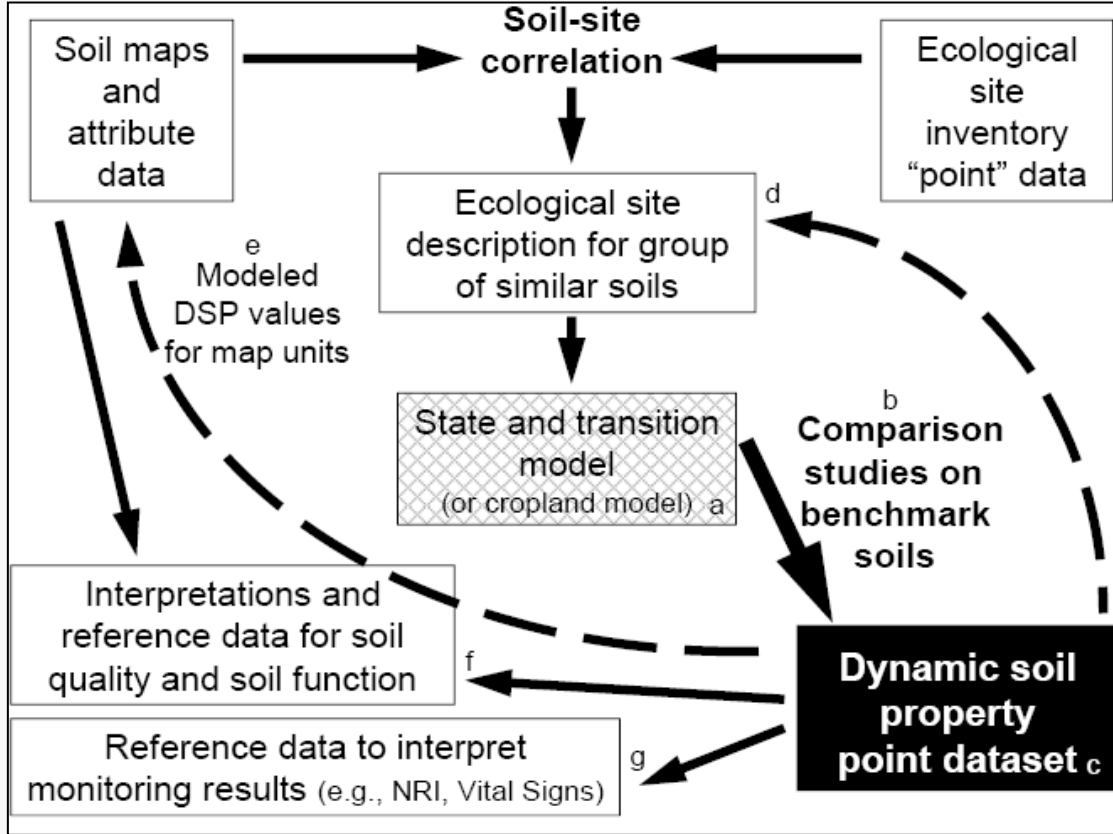 Soil maps
and
attribute
data
Soil-site
correlation
Ecological
site
inventory
“point” data
Ecological site
description for group
of similar soils
d
e
Modeled
DSP values
for map units
State and transition
model
(or cropland model) a
b
Comparison
studies on
benchmark
soils
Interpretations and
reference data for soil
quality and soil function
f
Dynamic soil
property
point dataset c
Reference data to interpret
monitoring results (e.g., NRI, Vital Signs)
g